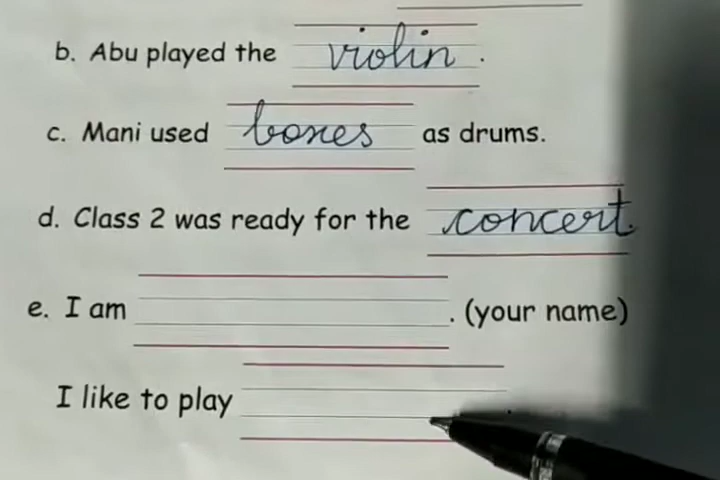 b. Abu played the violin .
c. Mani used boxes as drums.
d. Class 2 was ready for the concert.
e. I am . (your name)
I like to play .